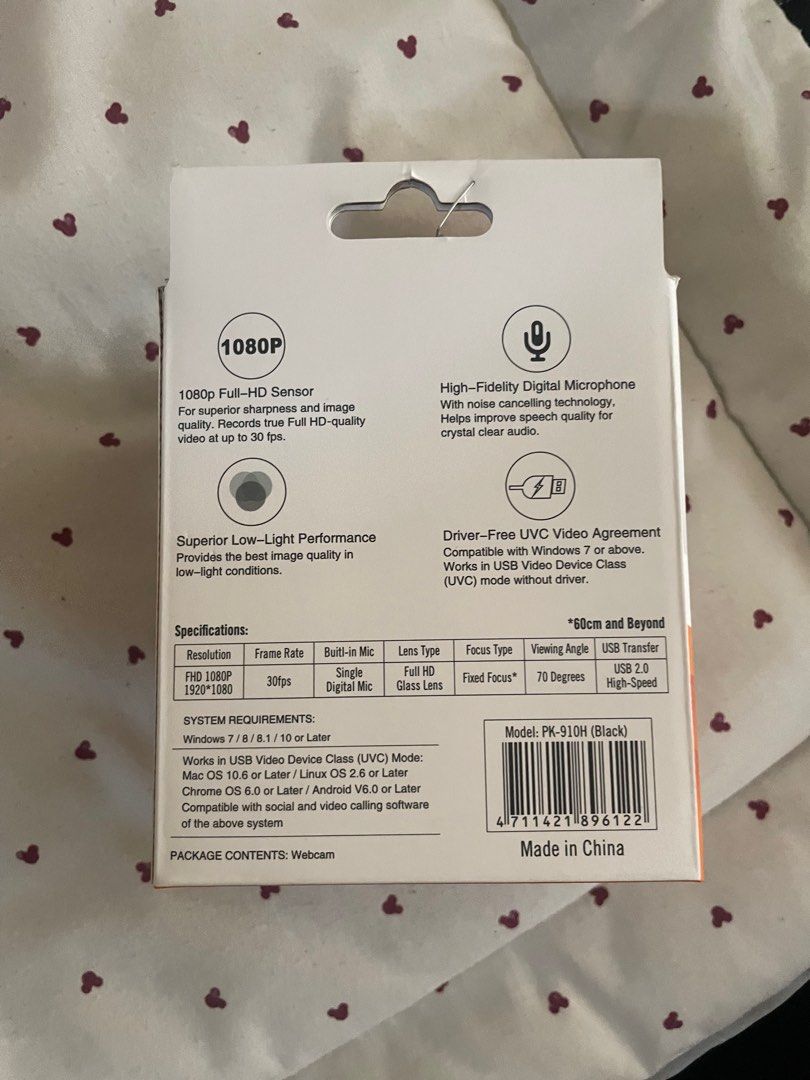 1080P
1080p Full-HD Sensor
For superior sharpness and image
quality. Records true Full HD-quality
video at up to 30 fps.
High-Fidelity Digital Microphone
With noise cancelling technology,
Helps improve speech quality for
crystal clear audio.
Superior Low-Light Performance
Provides the best image quality in
low-light conditions.
Driver-Free UVC Video Agreement
Compatible with Windows 7 or above.
Works in USB Video Device Class
(UVC) mode without driver.
Specifications:
*60cm and Beyond
Resolution Frame Rate Buitl-in Mic Lens Type Focus Type Viewing Angle USB Transfer
FHD 1080P
1920*1080
30fps
Single
Digital Mic
Full HD
Glass Lens
Fixed Focus*
70 Degrees
USB 2.0
High-Speed
SYSTEM REQUIREMENTS:
Windows 7 / 8 / 8.1 / 10 or Later
Works in USB Video Device Class (UVC) Mode:
Mac OS 10.6 or Later / Linux OS 2.6 or Later
Chrome OS 6.0 or Later / Android V6.0 or Later
Compatible with social and video calling software
of the above system
PACKAGE CONTENTS: Webcam
Model: PK-910H (Black)
4 711421 896122
Made in China